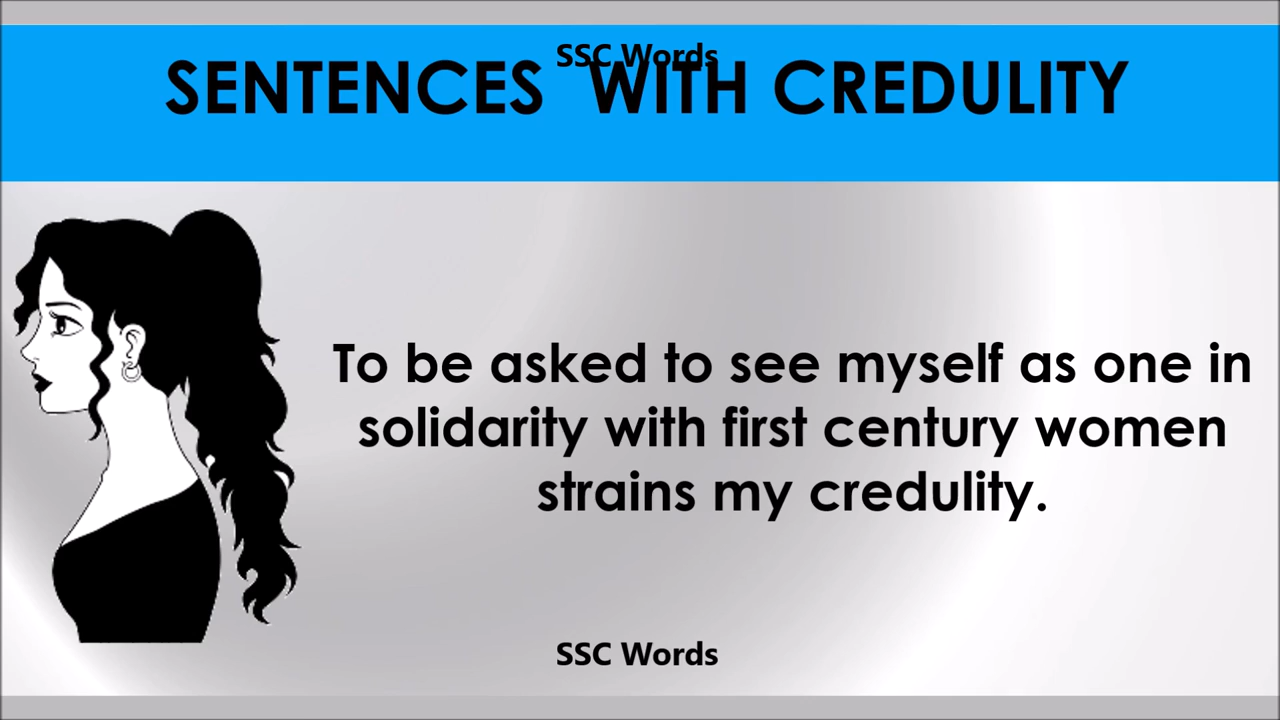 SSC Words
SENTENCES WITH CREDULITY
To be asked to see myself as one in
solidarity with first century women
strains my credulity.
SSC Words